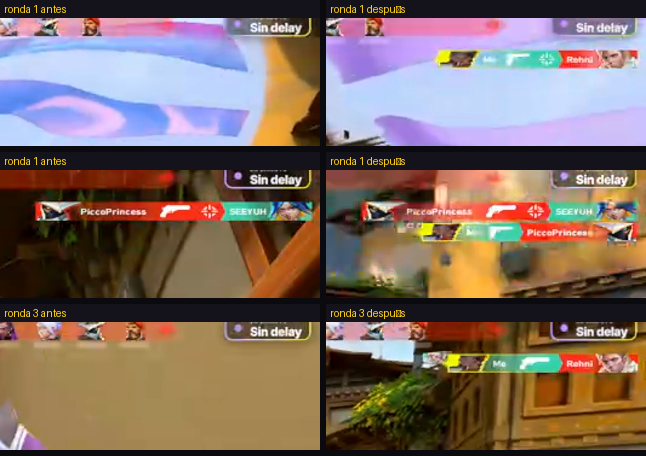 ronda 1 antes
ronda 1 despu▯s
Sin delay
Sin delay
Me Rehni
ronda 1 antes
ronda 1 despu▯s
Sin delay
Sin delay
PiccoPrincess SEEYUH
PiccoPrincess SEEYUH
PiccoPrincess
ronda 3 antes
ronda 3 despu▯s
Sin delay
Sin delay
Me Rehni